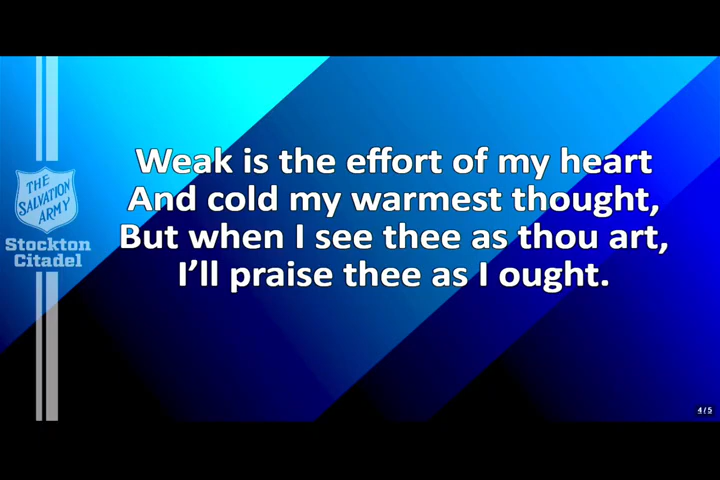 Weak is the effort of my heart
And cold my warmest thought,
But when I see thee as thou art,
I'll praise thee as I ought.
THE
SALVATION
ARMY
Stockton
Citadel
4/5